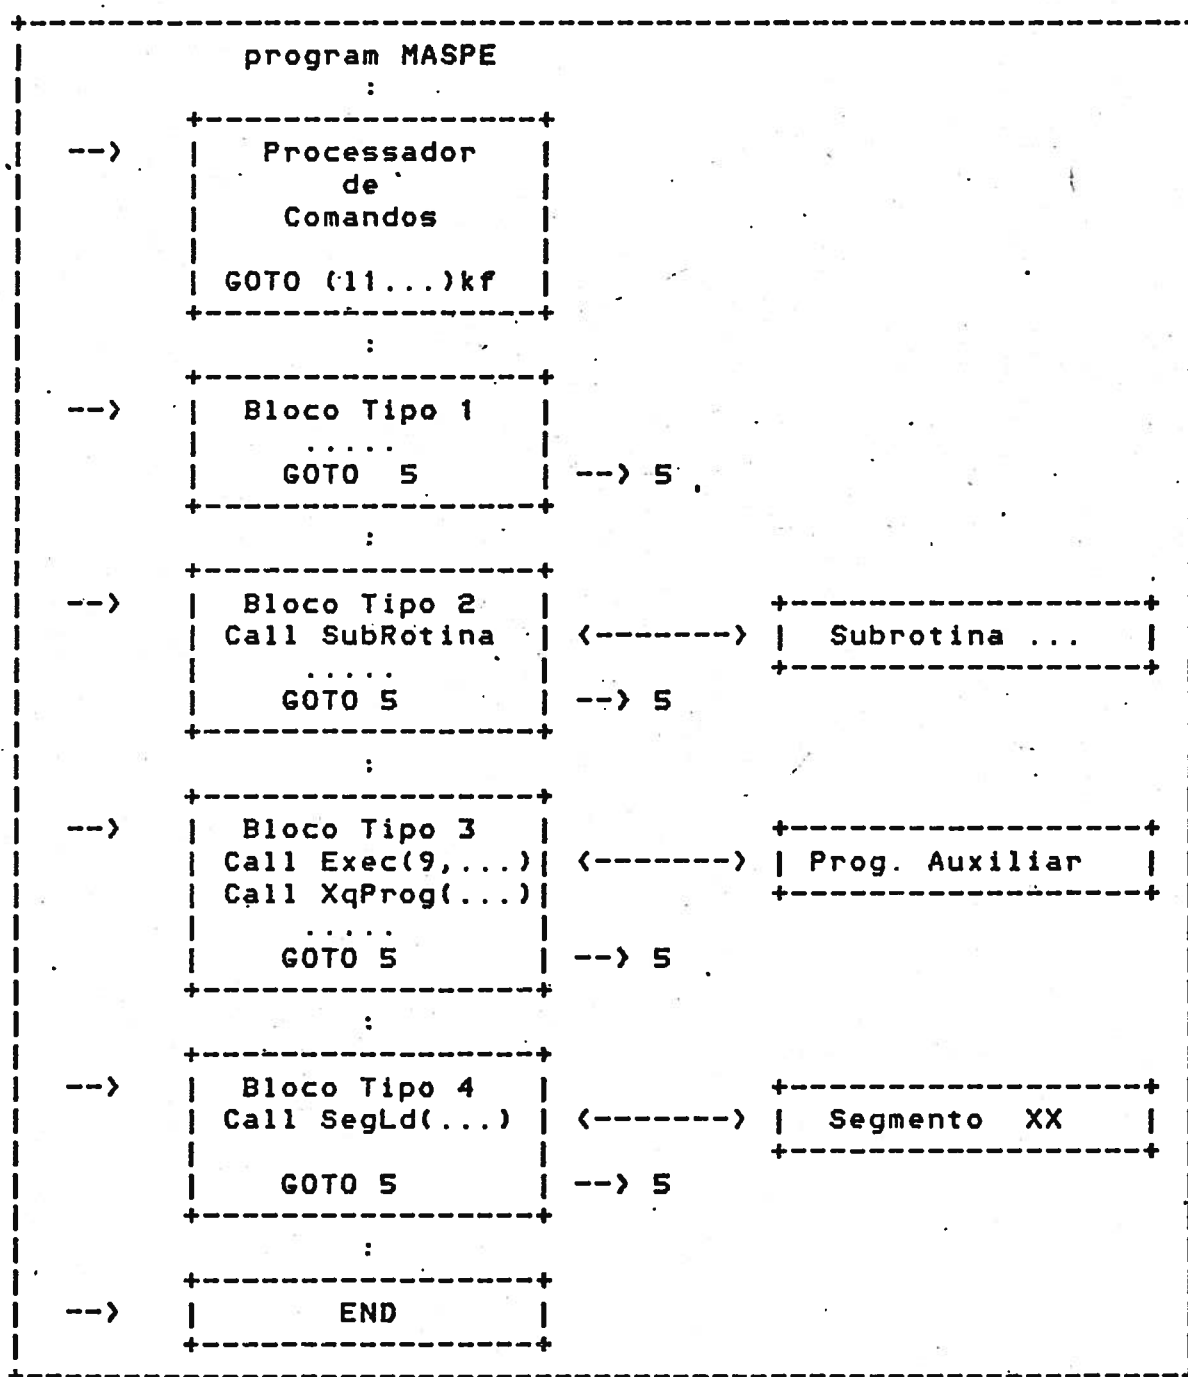 program MASPE
:
--> Processador
de
Comandos
GOTO (11...)kf
:
--> Bloco Tipo 1
.....
GOTO 5 --> 5
:
--> Bloco Tipo 2
Call SubRotina <-------> Subrotina ...
.....
GOTO 5 --> 5
:
--> Bloco Tipo 3
Call Exec(9,...) <-------> Prog. Auxiliar
Call XqProg(...)
.....
GOTO 5 --> 5
:
--> Bloco Tipo 4
Call SegLd(...) <-------> Segmento XX
GOTO 5 --> 5
:
--> END